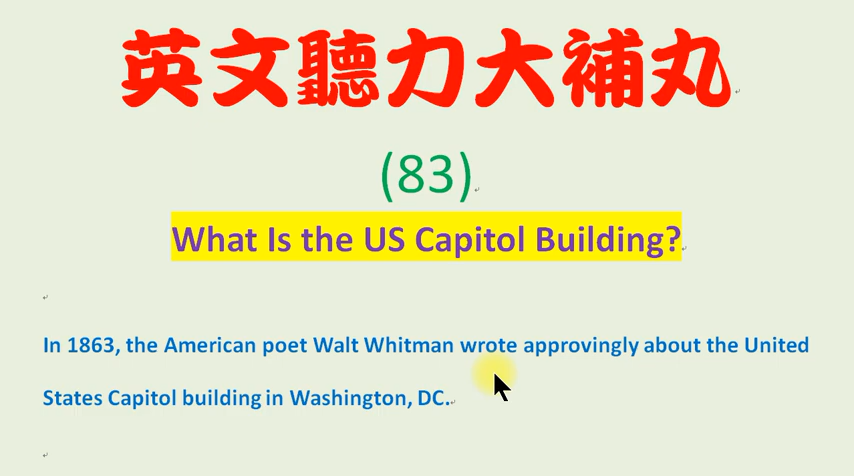 英文聽力大補丸
(83)
What Is the US Capitol Building?
In 1863, the American poet Walt Whitman wrote approvingly about the United
States Capitol building in Washington, DC.